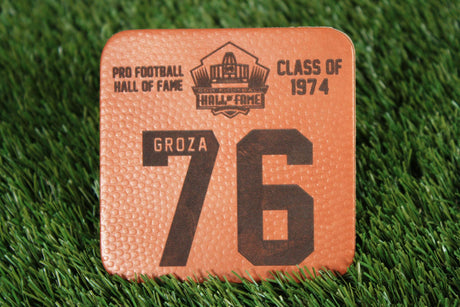 PRO FOOTBALL
HALL OF FAME
HALL OF FAME
CLASS OF
1974
GROZA
76